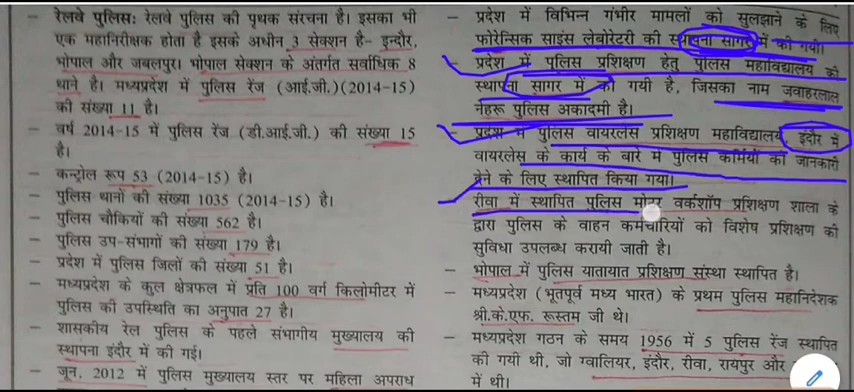 – रेलवे पुलिस: रेलवे पुलिस की पृथक संरचना है। इसका भी
एक महानिरीक्षक होता है इसके अधीन 3 सेक्शन है– इन्दौर,
भोपाल और जबलपुर। भोपाल सेक्शन के अंतर्गत सर्वाधिक 8
थाने है। मध्यप्रदेश में पुलिस रेंज (आई.जी.)(2014-15)
की संख्या 11 है।
– वर्ष 2014-15 में पुलिस रेंज (डी.आई.जी.) की संख्या 15
है।
– कन्ट्रोल रूप 53 (2014-15) है।
– पुलिस थानों की संख्या 1035 (2014-15) है।
– पुलिस चौकियों की संख्या 562 है।
– पुलिस उप-संभागों की संख्या 179 है।
– प्रदेश में पुलिस जिलों की संख्या 51 है।
– मध्यप्रदेश के कुल क्षेत्रफल में प्रति 100 वर्ग किलोमीटर में
पुलिस की उपस्थिति का अनुपात 27 है।
– शासकीय रेल पुलिस के पहले संभागीय मुख्यालय की
स्थापना इंदौर में की गई।
– जून, 2012 में पुलिस मुख्यालय स्तर पर महिला अपराध
– प्रदेश में विभिन्न गंभीर मामलों को सुलझाने के लिए
फोरेन्सिक साइंस लेबोरेटरी की स्थापना सागर में की गयी।
– प्रदेश में पुलिस प्रशिक्षण हेतु पुलिस महाविद्यालय की
स्थापना सागर में की गयी है, जिसका नाम जवाहरलाल
नेहरू पुलिस अकादमी है।
– प्रदेश में पुलिस वायरलेस प्रशिक्षण महाविद्यालय, इंदौर में
वायरलेस के कार्य के बारे में पुलिस कर्मियों को जानकारी
देने के लिए स्थापित किया गया।
रीवा में स्थापित पुलिस मोटर वर्कशॉप प्रशिक्षण शाला के
द्वारा पुलिस के वाहन कर्मचारियों को विशेष प्रशिक्षण की
सुविधा उपलब्ध करायी जाती है।
– भोपाल में पुलिस यातायात प्रशिक्षण संस्था स्थापित है।
– मध्यप्रदेश (भूतपूर्व मध्य भारत) के प्रथम पुलिस महानिदेशक
श्री.के.एफ. रूस्तम जी थे।
– मध्यप्रदेश गठन के समय 1956 में 5 पुलिस रेंज स्थापित
की गयी थी, जो ग्वालियर, इंदौर, रीवा, रायपुर और
में थी।